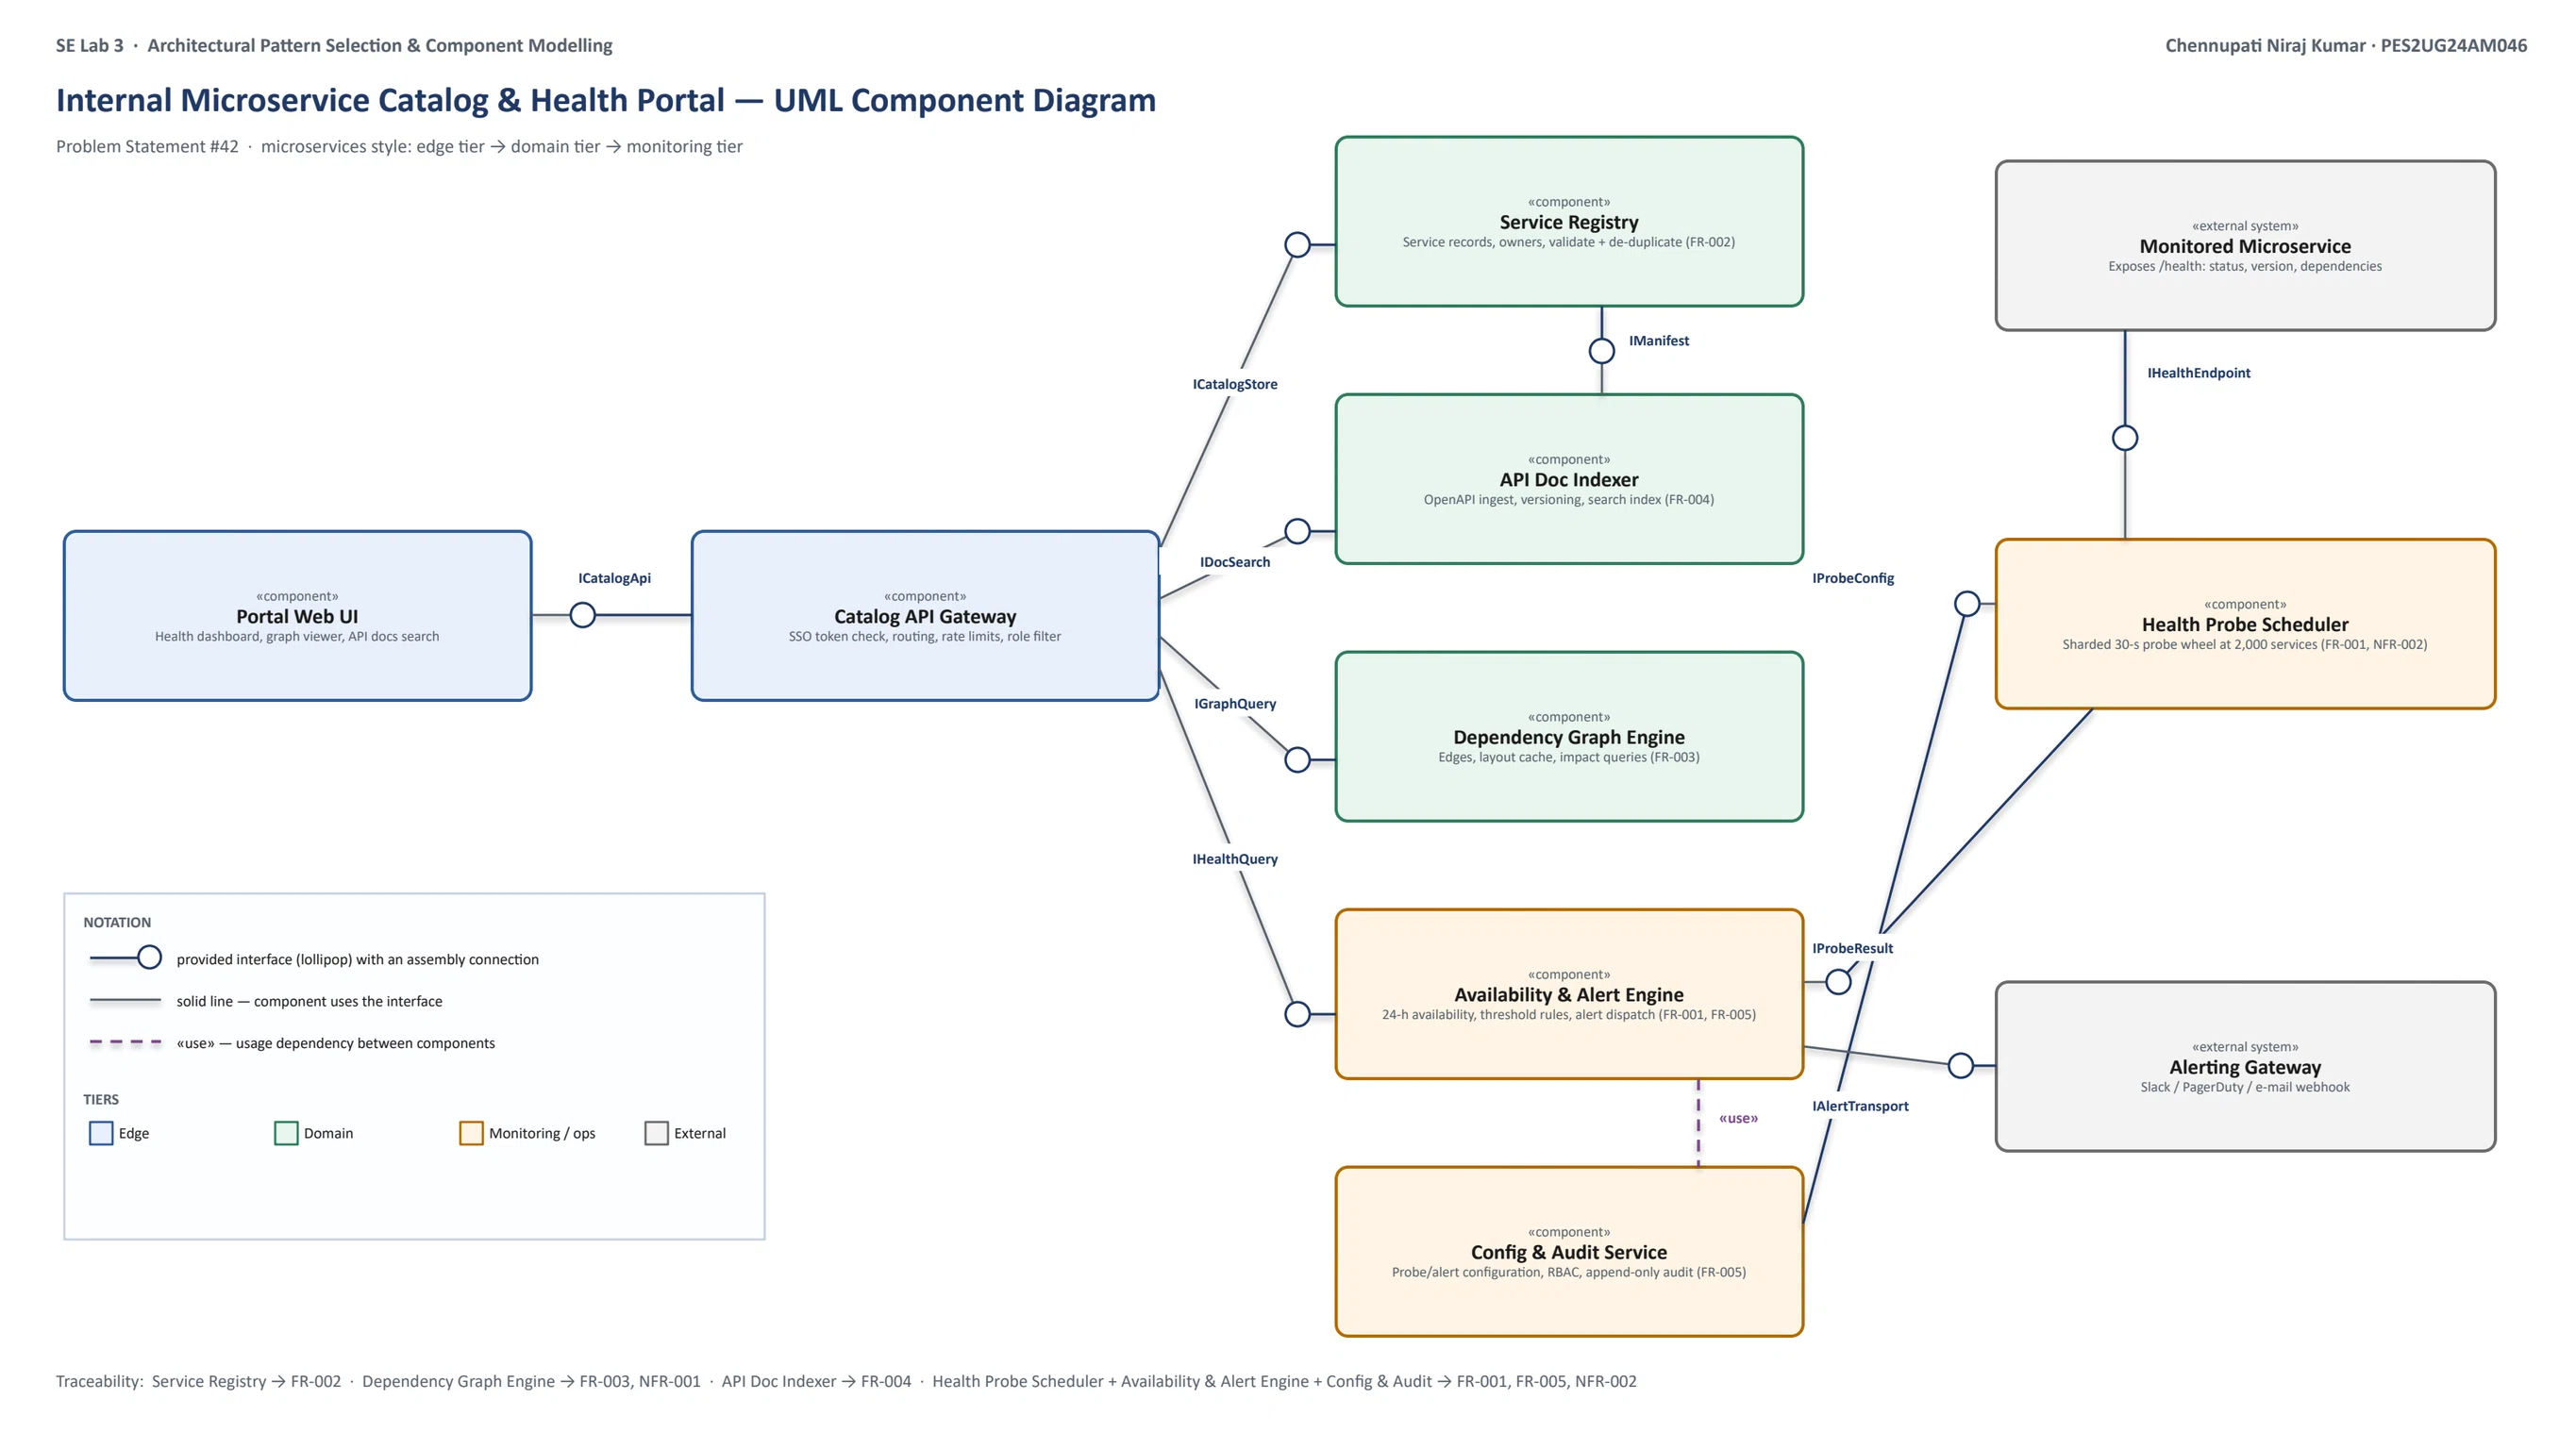 SE Lab 3 · Architectural Pattern Selection & Component Modelling
Chennupati Niraj Kumar · PES2UG24AM046
Internal Microservice Catalog & Health Portal — UML Component Diagram
Problem Statement #42 · microservices style: edge tier → domain tier → monitoring tier
«component»
Service Registry
Service records, owners, validate + de-duplicate (FR-002)
«external system»
Monitored Microservice
Exposes /health: status, version, dependencies
IManifest
IHealthEndpoint
ICatalogStore
«component»
API Doc Indexer
OpenAPI ingest, versioning, search index (FR-004)
IDocSearch
ICatalogApi
IProbeConfig
«component»
Portal Web UI
Health dashboard, graph viewer, API docs search
«component»
Catalog API Gateway
SSO token check, routing, rate limits, role filter
«component»
Health Probe Scheduler
Sharded 30-s probe wheel at 2,000 services (FR-001, NFR-002)
IGraphQuery
«component»
Dependency Graph Engine
Edges, layout cache, impact queries (FR-003)
IHealthQuery
IProbeResult
«component»
Availability & Alert Engine
24-h availability, threshold rules, alert dispatch (FR-001, FR-005)
«external system»
Alerting Gateway
Slack / PagerDuty / e-mail webhook
IAlertTransport
«use»
«component»
Config & Audit Service
Probe/alert configuration, RBAC, append-only audit (FR-005)
NOTATION
provided interface (lollipop) with an assembly connection
solid line — component uses the interface
«use» — usage dependency between components
TIERS
Edge
Domain
Monitoring / ops
External
Traceability: Service Registry → FR-002 · Dependency Graph Engine → FR-003, NFR-001 · API Doc Indexer → FR-004 · Health Probe Scheduler + Availability & Alert Engine + Config & Audit → FR-001, FR-005, NFR-002